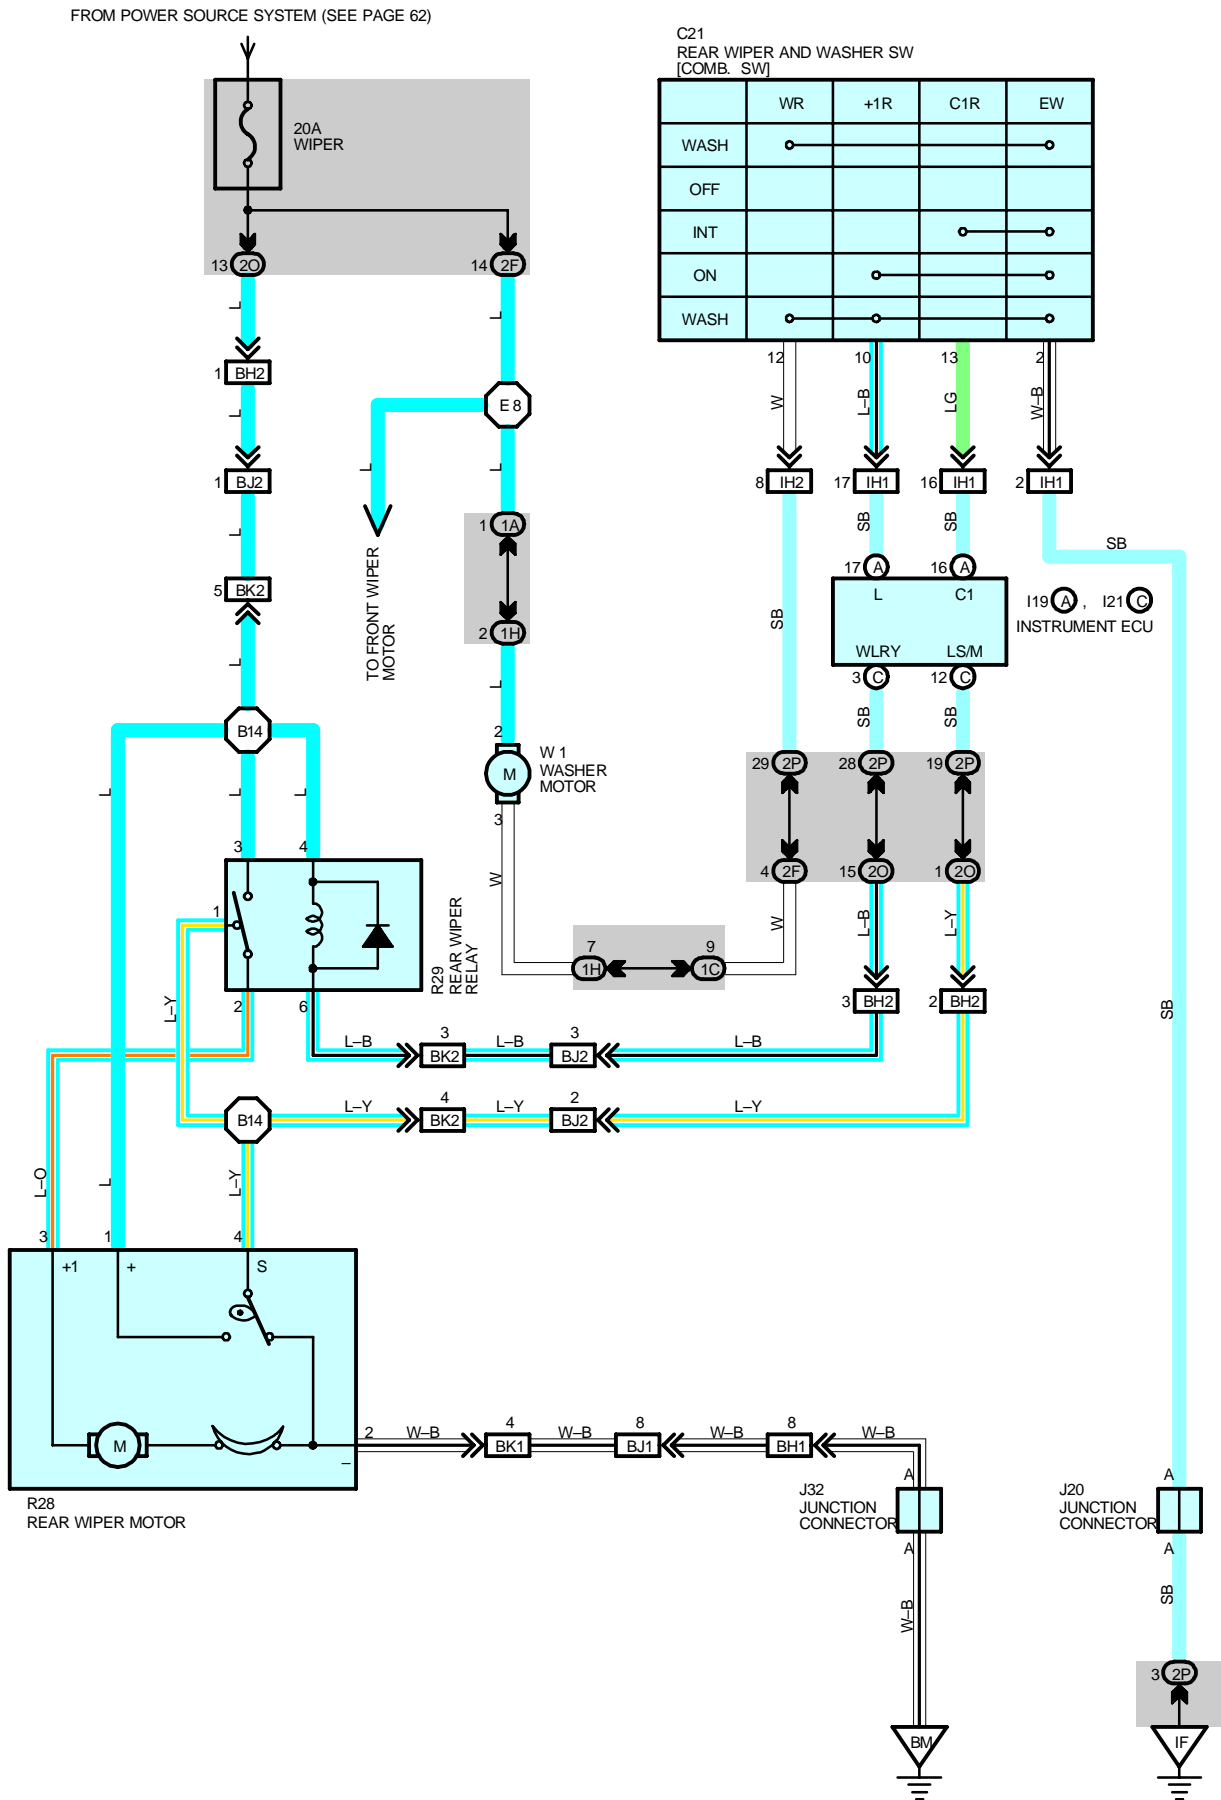 FROM POWER SOURCE SYSTEM (SEE PAGE 62)
C21
REAR WIPER AND WASHER SW
[COMB. SW]
WR +1R C1R EW
WASH
OFF
INT
ON
WASH
20A
WIPER
13 2O
14 2F
12 10 13 2
L
L
W
L–B
LG
W–B
1 BH2
E 8
L
L
L
8 IH2
17 IH1
16 IH1
2 IH1
1 BJ2
1 1A
SB
SB
SB
L
TO FRONT WIPER
MOTOR
17 A
16 A
L C1
I19 A , I21 C
INSTRUMENT ECU
5 BK2
2 1H
SB
WLRY LS/M
3 C
12 C
L
L
SB
SB
B14
2
W 1
WASHER
MOTOR
M
3
29 2P
28 2P
19 2P
L
L
L
3 4
4 2F
15 2O
1 2O
W
W
L–B
L–Y
1
R29
REAR WIPER
RELAY
7
1H
9
1C
2 6
3 BH2
2 BH2
L–Y
SB
L–B
3
BK2
L–B
3
BJ2
L–B
B14
L–Y
4
BK2
L–Y
2
BJ2
L–Y
L–O
L
L–Y
3 1 4
+1 + S
M
2
–
W–B
4
BK1
W–B
8
BJ1
W–B
8
BH1
W–B
R28
REAR WIPER MOTOR
A
J32
JUNCTION
CONNECTOR
A
A
J20
JUNCTION
CONNECTOR
A
W–B
SB
3 2P
BM
IF